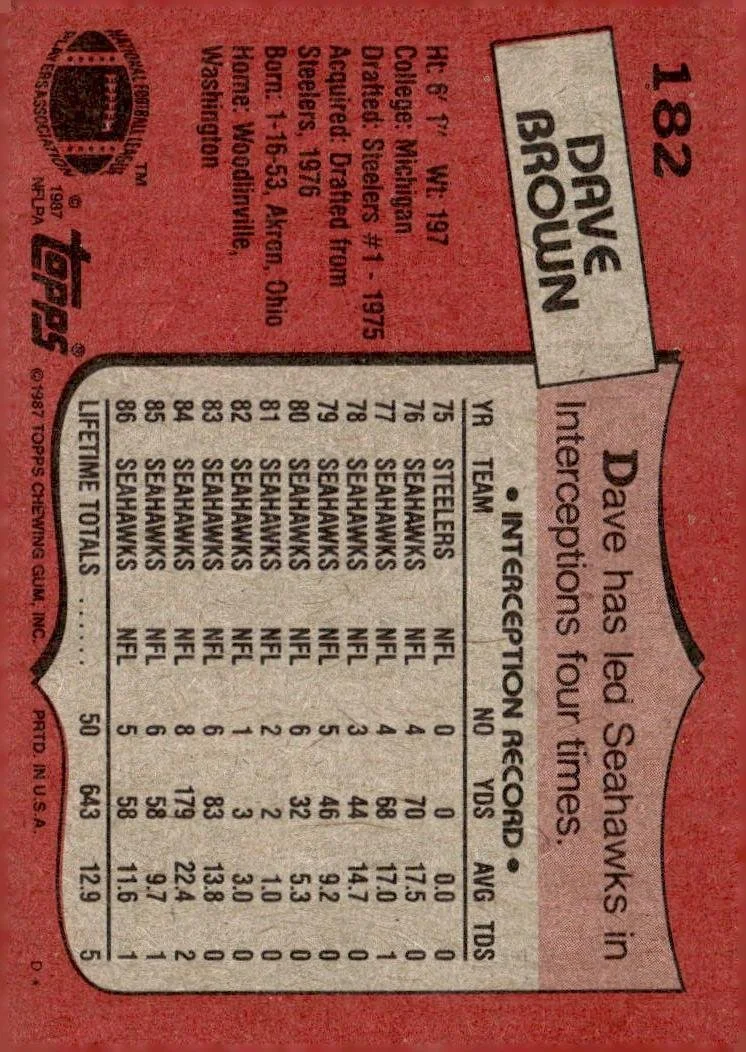 182
DAVE
BROWN
Ht: 6' 1" Wt: 197
College: Michigan
Drafted: Steelers #1 - 1975
Acquired: Drafted from
Steelers, 1976
Born: 1-16-53, Akron, Ohio
Home: Woodlinville,
Washington
NATIONAL FOOTBALL LEAGUE
PLAYERS ASSOCIATION
TM
© 1987
NFLPA
topps®
Dave has led Seahawks in
Interceptions four times.
• INTERCEPTION RECORD •
YR TEAM NO YDS AVG TDS
75 STEELERS NFL 0 0 0.0 0
76 SEAHAWKS NFL 4 70 17.5 0
77 SEAHAWKS NFL 4 68 17.0 1
78 SEAHAWKS NFL 3 44 14.7 0
79 SEAHAWKS NFL 5 46 9.2 0
80 SEAHAWKS NFL 6 32 5.3 0
81 SEAHAWKS NFL 2 2 1.0 0
82 SEAHAWKS NFL 1 3 3.0 0
83 SEAHAWKS NFL 6 83 13.8 0
84 SEAHAWKS NFL 8 179 22.4 2
85 SEAHAWKS NFL 6 58 9.7 1
86 SEAHAWKS NFL 5 58 11.6 1
LIFETIME TOTALS ...... 50 643 12.9 5
©1987 TOPPS CHEWING GUM, INC. PRTD. IN U.S.A. D*